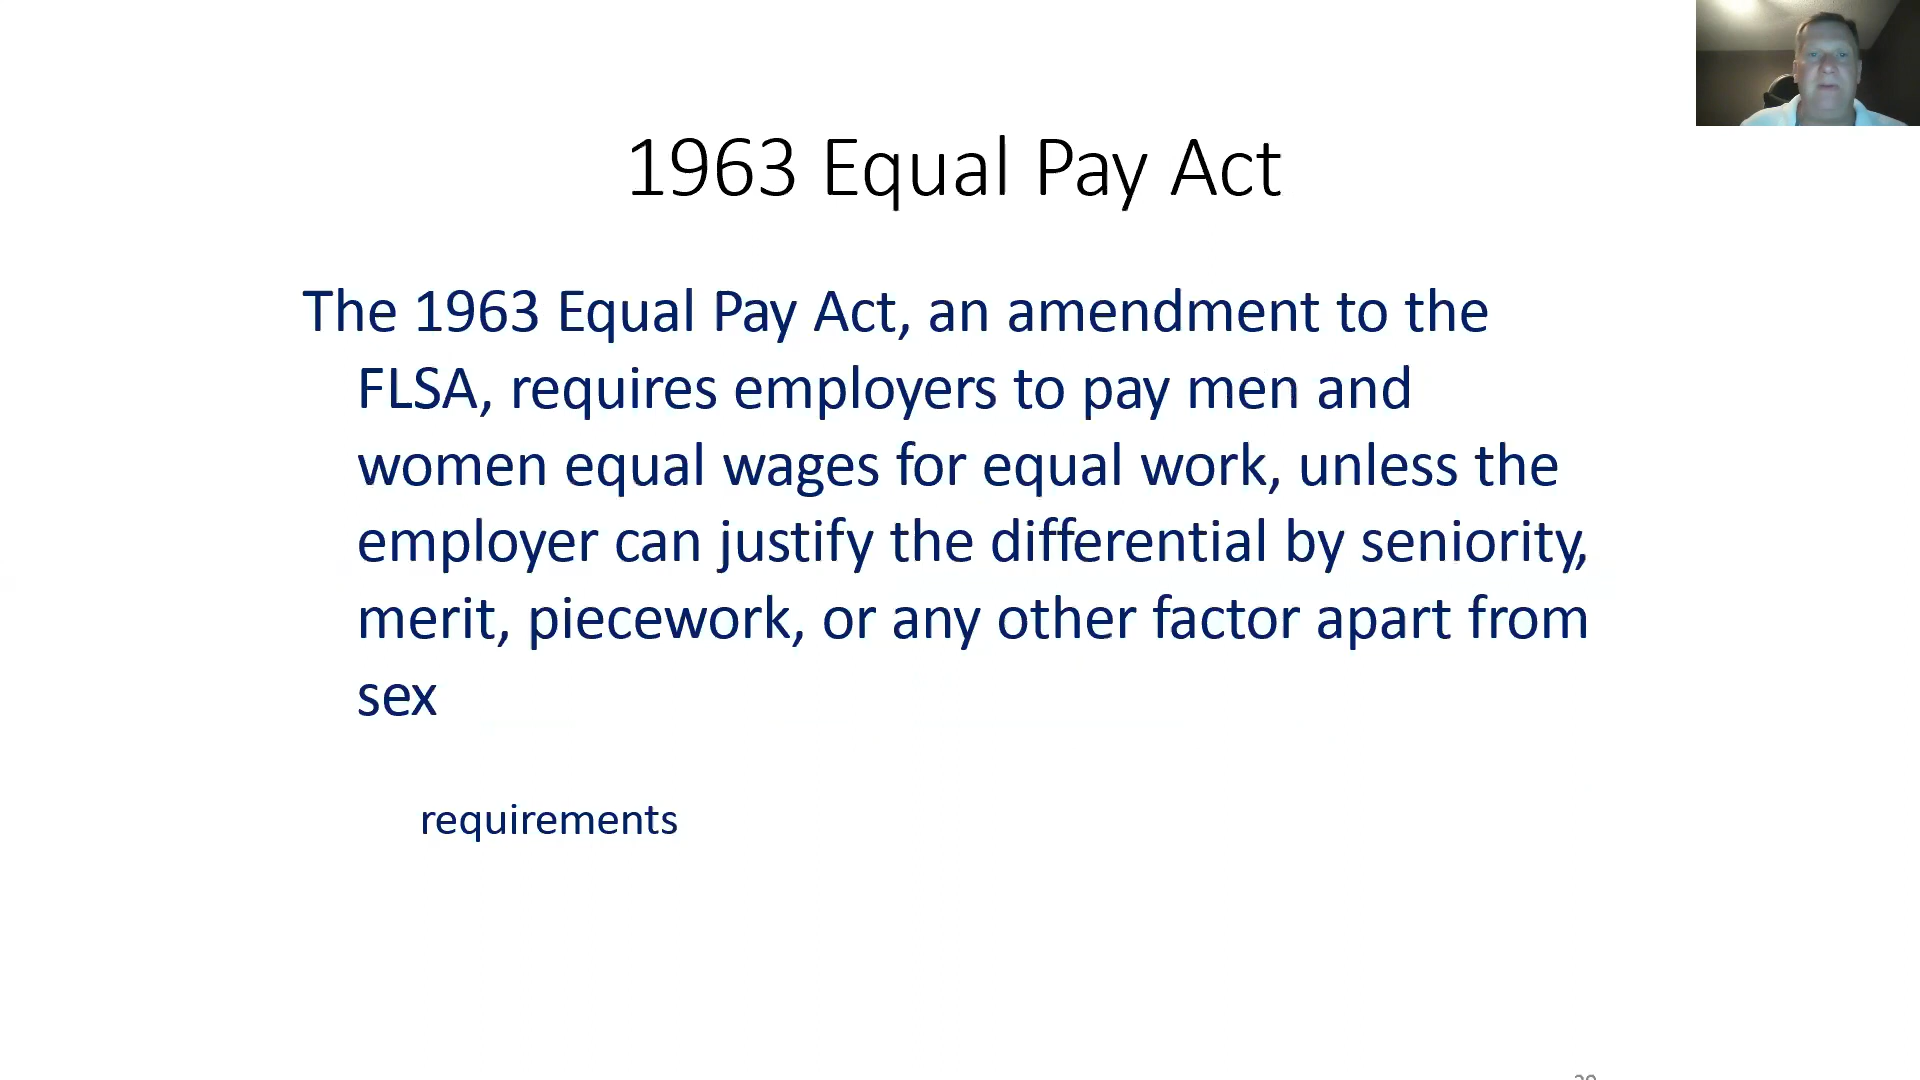 1963 Equal Pay Act
The 1963 Equal Pay Act, an amendment to the
FLSA, requires employers to pay men and
women equal wages for equal work, unless the
employer can justify the differential by seniority,
merit, piecework, or any other factor apart from
sex
requirements